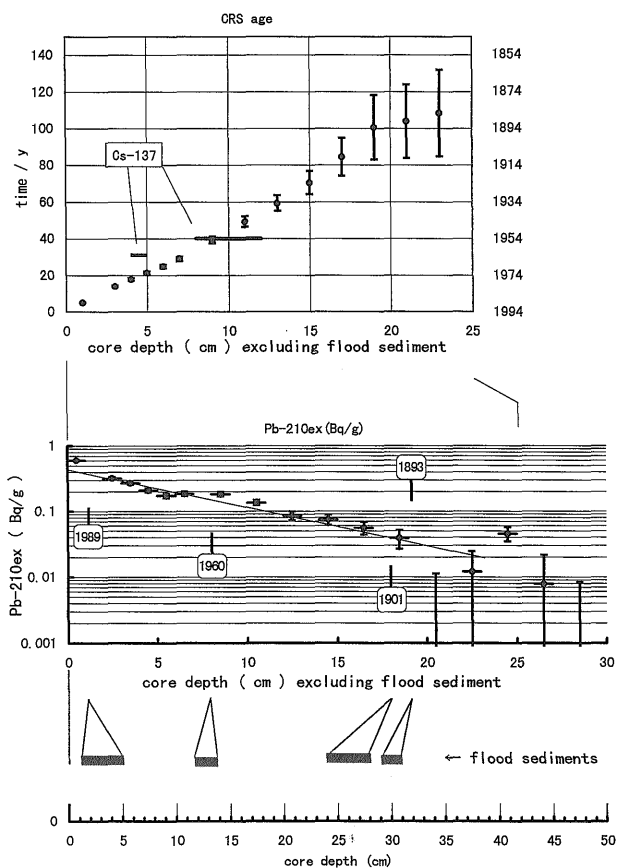 CRS age
time / y
140
120
100
80
60
40
20
0
Cs-137
1854
1874
1894
1914
1934
1954
1974
1994
0 5 10 15 20 25
core depth ( cm) excluding flood sediment
Pb-210ex(Bq/g)
Pb-210ex ( Bq/g)
1
0.1
0.01
0.001
1893
1989
1960
1901
0 5 10 15 20 25 30
core depth ( cm) excluding flood sediment
← flood sediments
0
0 5 10 15 20 25 30 35 40 45 50
core depth (cm)